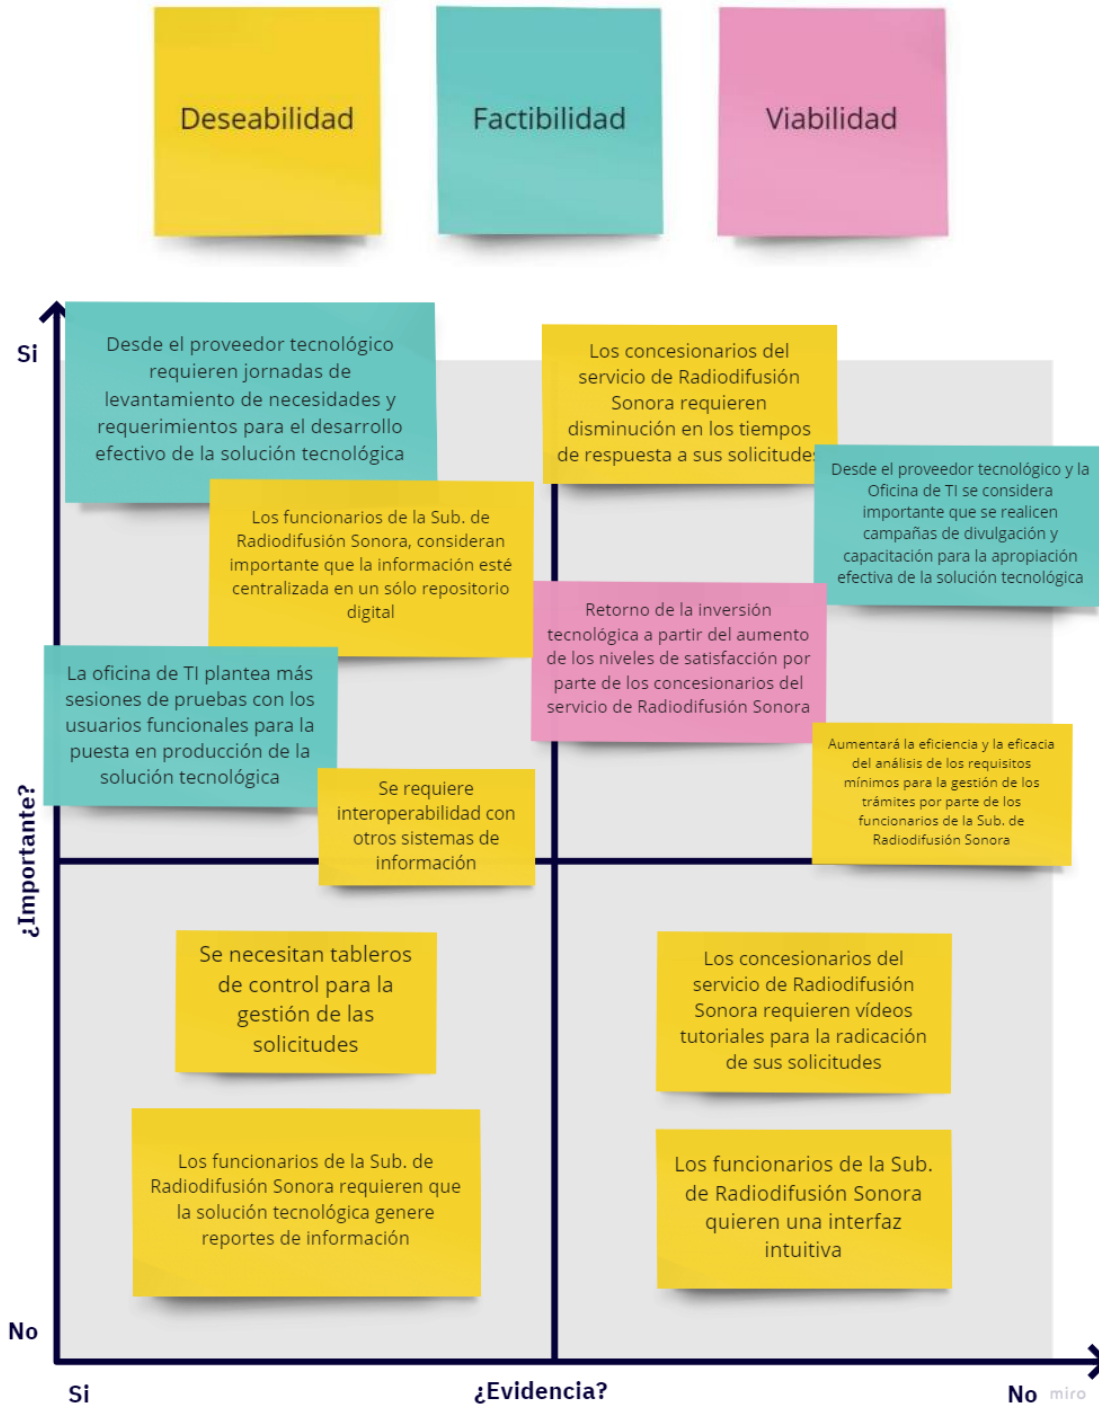 Deseabilidad
Factibilidad
Viabilidad
Si
Desde el proveedor tecnológico
requieren jornadas de
levantamiento de necesidades y
requerimientos para el desarrollo
efectivo de la solución tecnológica
Los concesionarios del
servicio de Radiodifusión
Sonora requieren
disminución en los tiempos
de respuesta a sus solicitudes
Desde el proveedor tecnológico y la
Oficina de TI se considera
importante que se realicen
campañas de divulgación y
capacitación para la apropiación
efectiva de la solución tecnológica
Los funcionarios de la Sub. de
Radiodifusión Sonora, consideran
importante que la información esté
centralizada en un sólo repositorio
digital
Retorno de la inversión
tecnológica a partir del aumento
de los niveles de satisfacción por
parte de los concesionarios del
servicio de Radiodifusión Sonora
La oficina de TI plantea más
sesiones de pruebas con los
usuarios funcionales para la
puesta en producción de la
solución tecnológica
Aumentará la eficiencia y la eficacia
del análisis de los requisitos
mínimos para la gestión de los
trámites por parte de los
funcionarios de la Sub. de
Radiodifusión Sonora
Se requiere
interoperabilidad con
otros sistemas de
información
¿Importante?
Se necesitan tableros
de control para la
gestión de las
solicitudes
Los concesionarios del
servicio de Radiodifusión
Sonora requieren vídeos
tutoriales para la radicación
de sus solicitudes
Los funcionarios de la Sub. de
Radiodifusión Sonora requieren que
la solución tecnológica genere
reportes de información
Los funcionarios de la Sub.
de Radiodifusión Sonora
quieren una interfaz
intuitiva
No
Si
¿Evidencia?
No
miro